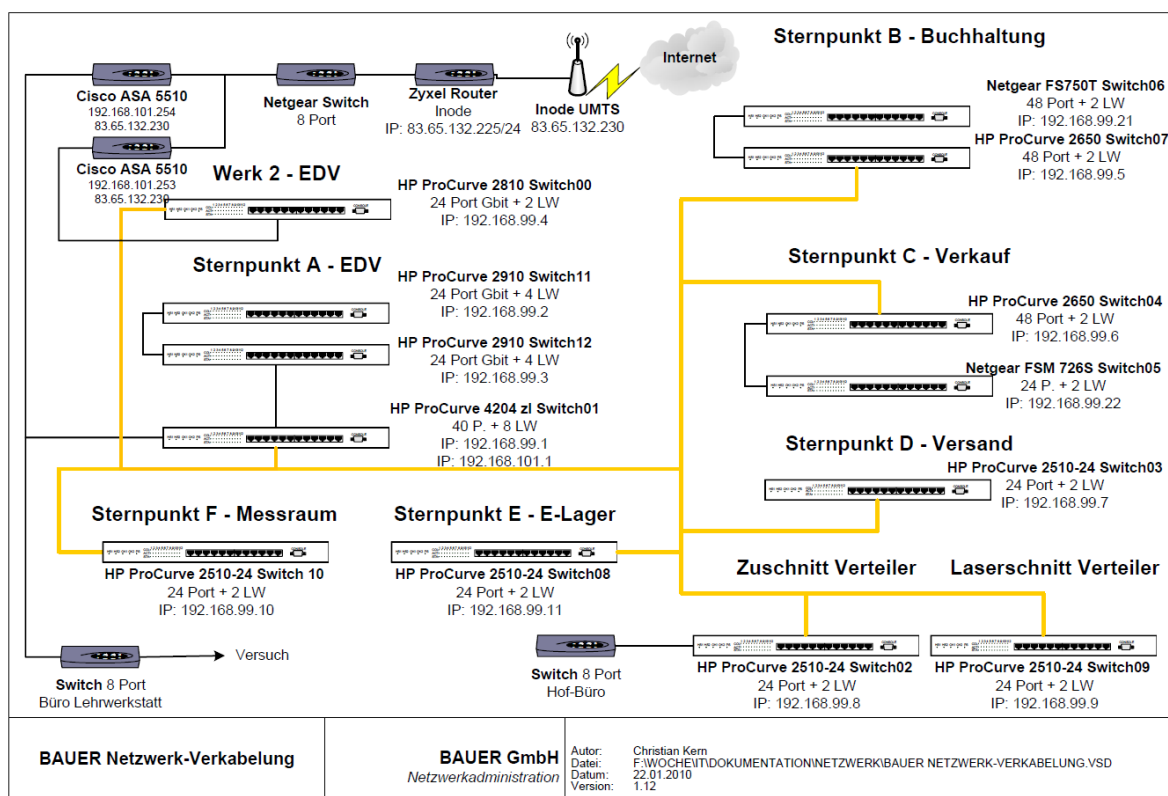 Sternpunkt B - Buchhaltung
Internet
Cisco ASA 5510
192.168.101.254
83.65.132.230
Netgear Switch
8 Port
Zyxel Router
Inode
IP: 83.65.132.225/24
Inode UMTS
83.65.132.230
Netgear FS750T Switch06
48 Port + 2 LW
IP: 192.168.99.21
HP ProCurve 2650 Switch07
48 Port + 2 LW
IP: 192.168.99.5
Cisco ASA 5510
192.168.101.253
83.65.132.230
Werk 2 - EDV
HP ProCurve 2810 Switch00
24 Port Gbit + 2 LW
IP: 192.168.99.4
Sternpunkt A - EDV
HP ProCurve 2910 Switch11
24 Port Gbit + 4 LW
IP: 192.168.99.2
HP ProCurve 2910 Switch12
24 Port Gbit + 4 LW
IP: 192.168.99.3
HP ProCurve 4204 zl Switch01
40 P. + 8 LW
IP: 192.168.99.1
IP: 192.168.101.1
Sternpunkt C - Verkauf
HP ProCurve 2650 Switch04
48 Port + 2 LW
IP: 192.168.99.6
Netgear FSM 726S Switch05
24 P. + 2 LW
IP: 192.168.99.22
Sternpunkt D - Versand
HP ProCurve 2510-24 Switch03
24 Port + 2 LW
IP: 192.168.99.7
Sternpunkt F - Messraum
HP ProCurve 2510-24 Switch 10
24 Port + 2 LW
IP: 192.168.99.10
Sternpunkt E - E-Lager
HP ProCurve 2510-24 Switch08
24 Port + 2 LW
IP: 192.168.99.11
Zuschnitt Verteiler
Laserschnitt Verteiler
Versuch
Switch 8 Port
Büro Lehrwerkstatt
Switch 8 Port
Hof-Büro
HP ProCurve 2510-24 Switch02
24 Port + 2 LW
IP: 192.168.99.8
HP ProCurve 2510-24 Switch09
24 Port + 2 LW
IP: 192.168.99.9
BAUER Netzwerk-Verkabelung
BAUER GmbH
Netzwerkadministration
Autor: Christian Kern
Datei: F:\WOCHE\IT\DOKUMENTATION\NETZWERK\BAUER NETZWERK-VERKABELUNG.VSD
Datum: 22.01.2010
Version: 1.12